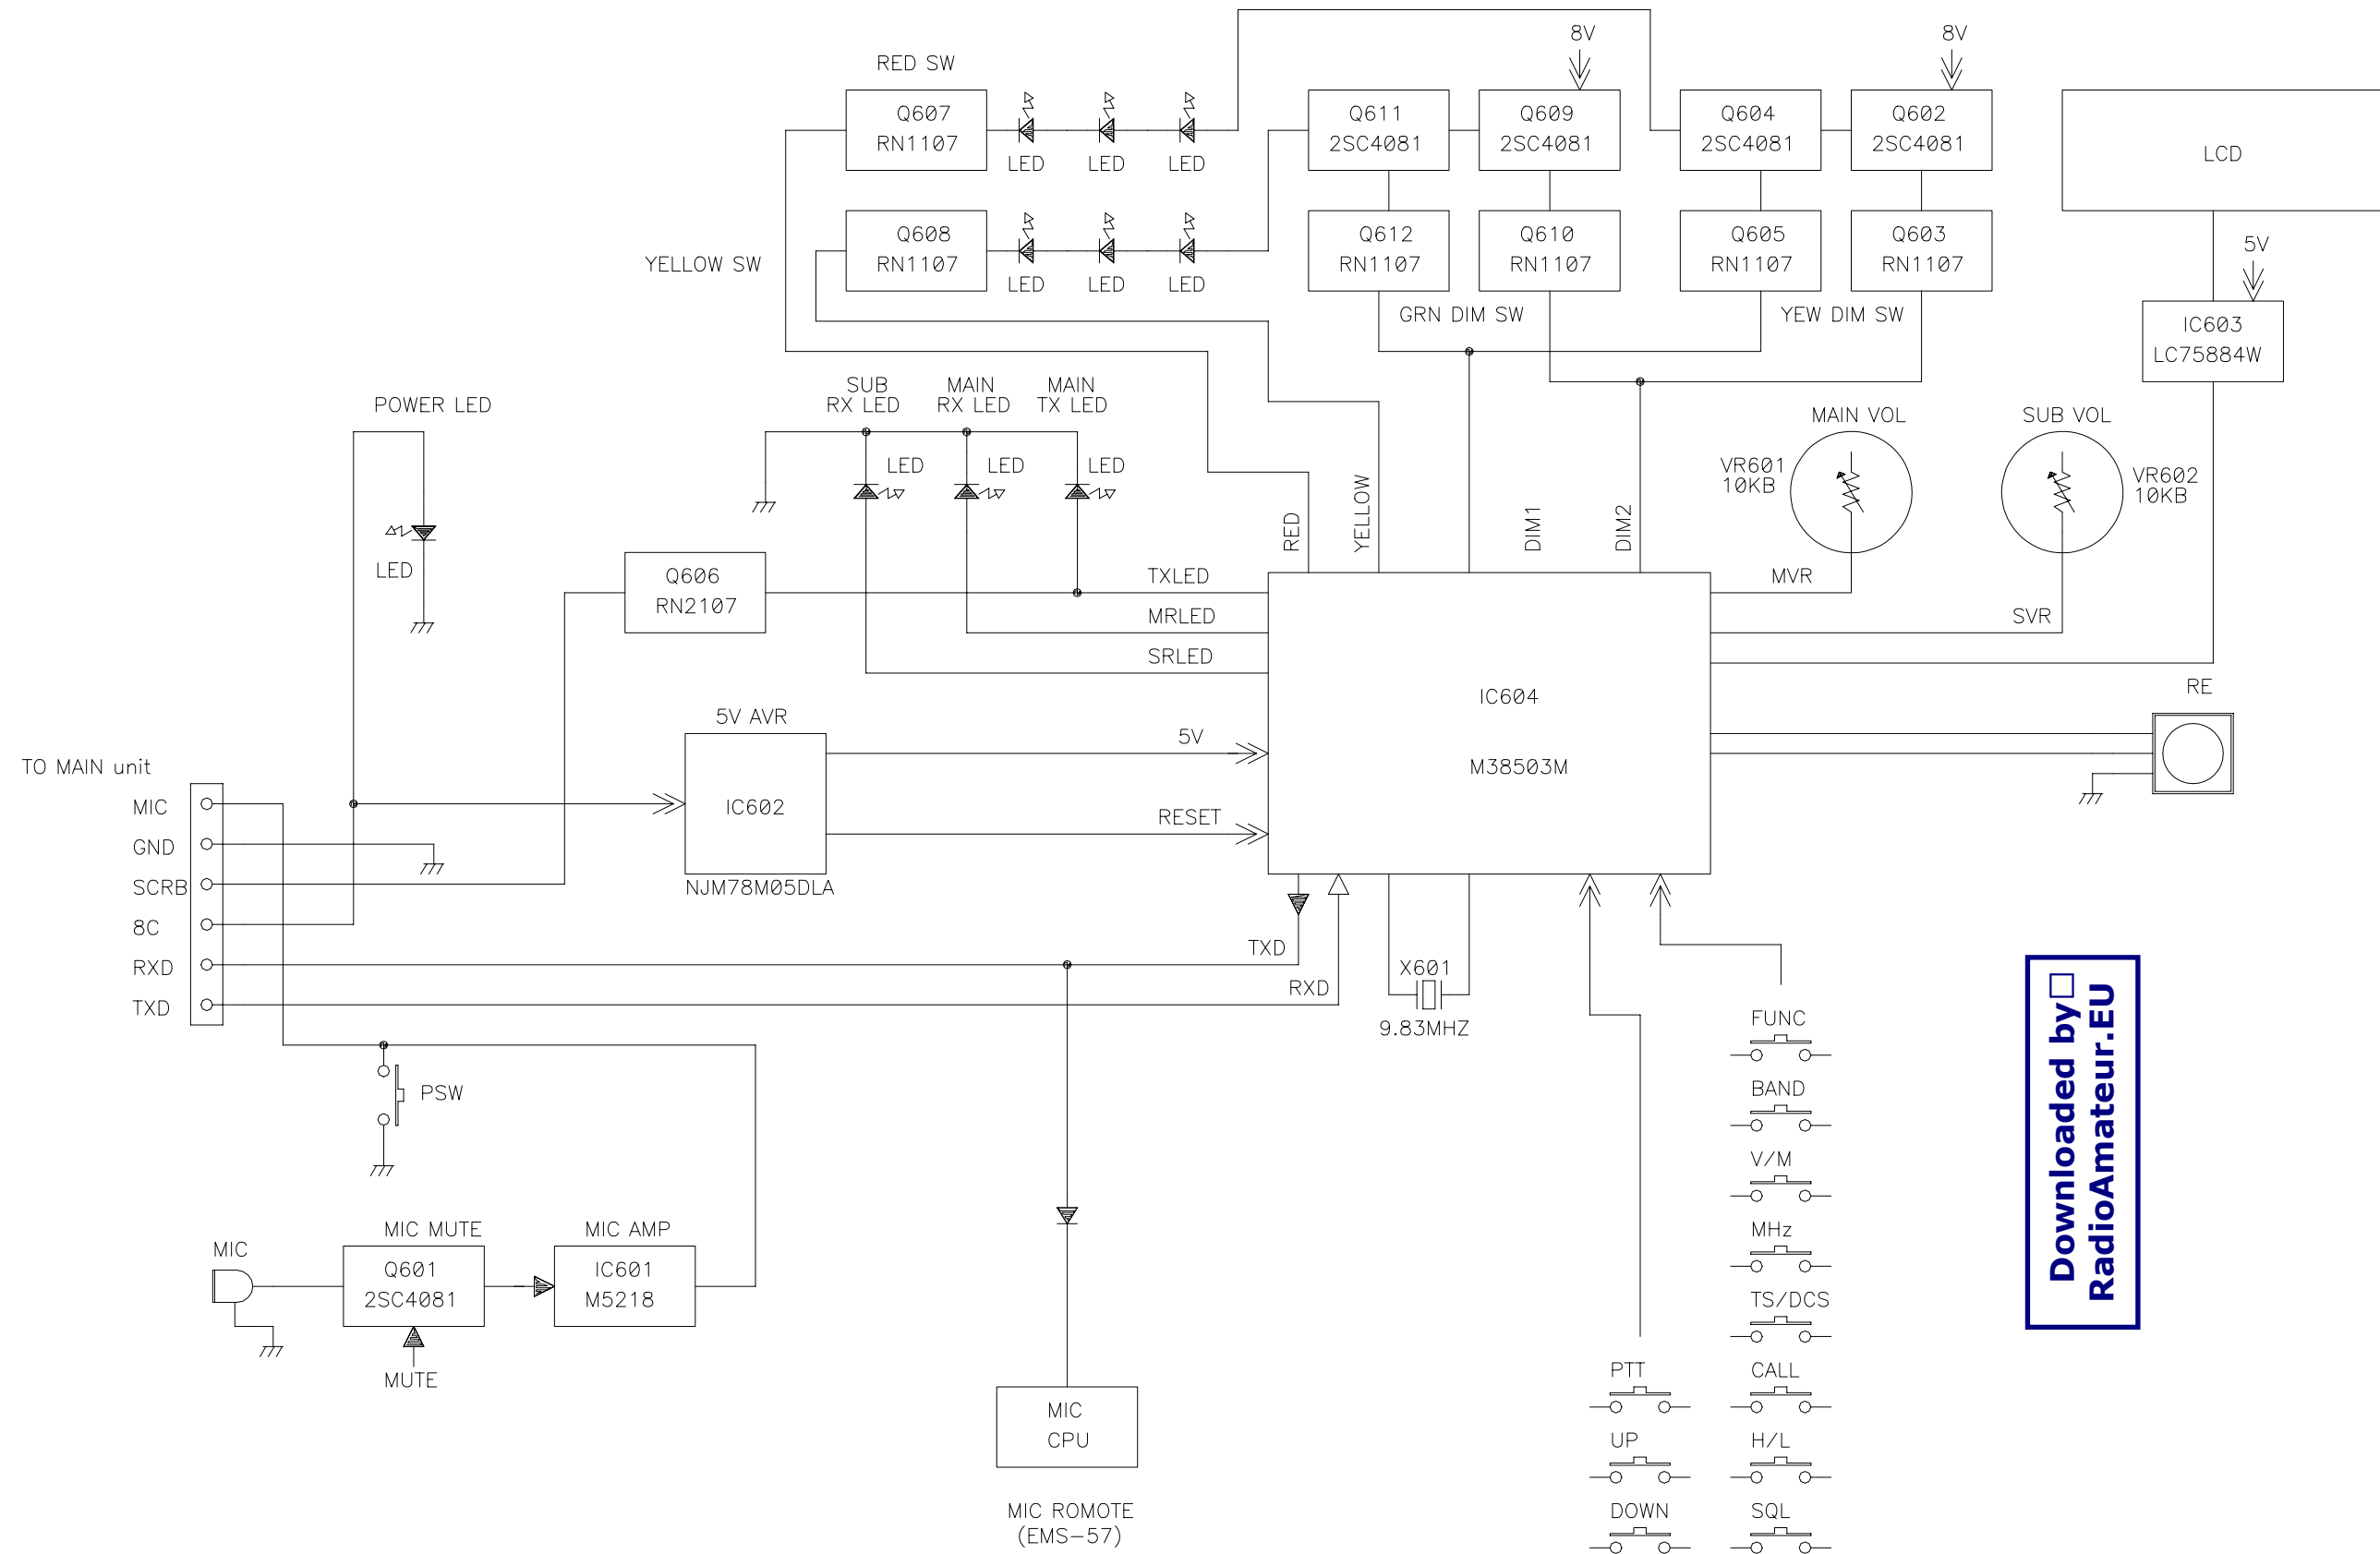 8V
8V
RED SW
Q607
RN1107
LED
LED
LED
Q611
2SC4081
Q609
2SC4081
Q604
2SC4081
Q602
2SC4081
LCD
YELLOW SW
Q608
RN1107
LED
LED
LED
Q612
RN1107
Q610
RN1107
Q605
RN1107
Q603
RN1107
5V
GRN DIM SW
YEW DIM SW
IC603
LC75884W
POWER LED
SUB
RX LED
MAIN
RX LED
MAIN
TX LED
MAIN VOL
SUB VOL
LED
LED
LED
VR601
10KB
VR602
10KB
RED
YELLOW
DIM1
DIM2
LED
Q606
RN2107
TXLED
MRLED
SRLED
MVR
SVR
IC604
M38503M
RE
5V AVR
5V
IC602
RESET
NJM78M05DLA
TO MAIN unit
MIC
GND
SCRB
8C
RXD
TXD
TXD
RXD
X601
9.83MHZ
PSW
FUNC
BAND
V/M
MHz
TS/DCS
CALL
H/L
SQL
PTT
UP
DOWN
MIC
MIC MUTE
Q601
2SC4081
MUTE
MIC AMP
IC601
M5218
MIC
CPU
MIC ROMOTE
(EMS-57)
Downloaded by□
RadioAmateur.EU